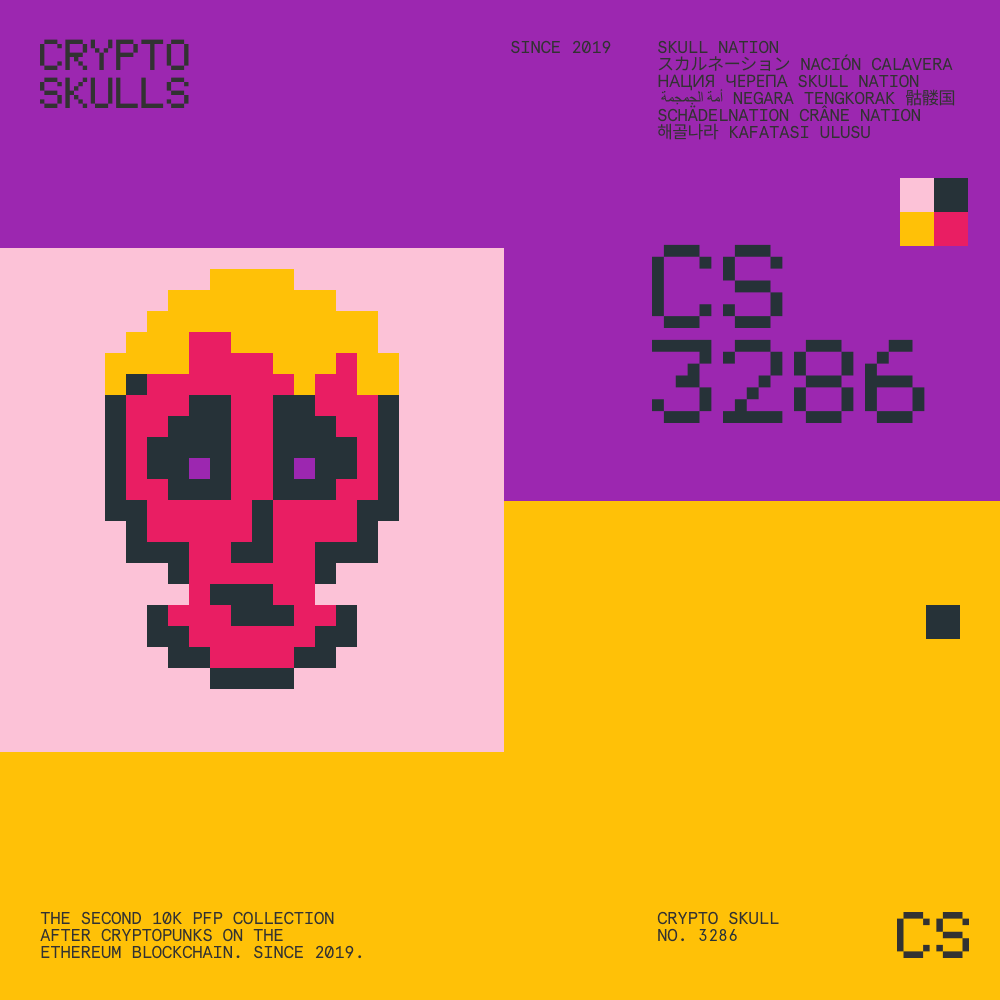 CRYPTO
SKULLS
SINCE 2019
SKULL NATION
スカルネーション NACIÓN CALAVERA
НАЦИЯ ЧЕРЕПА SKULL NATION
أمة الجمجمة NEGARA TENGKORAK 骷髅国
SCHÄDELNATION CRÂNE NATION
해골나라 KAFATASI ULUSU
CS
3286
THE SECOND 10K PFP COLLECTION
AFTER CRYPTOPUNKS ON THE
ETHEREUM BLOCKCHAIN. SINCE 2019.
CRYPTO SKULL
NO. 3286
CS